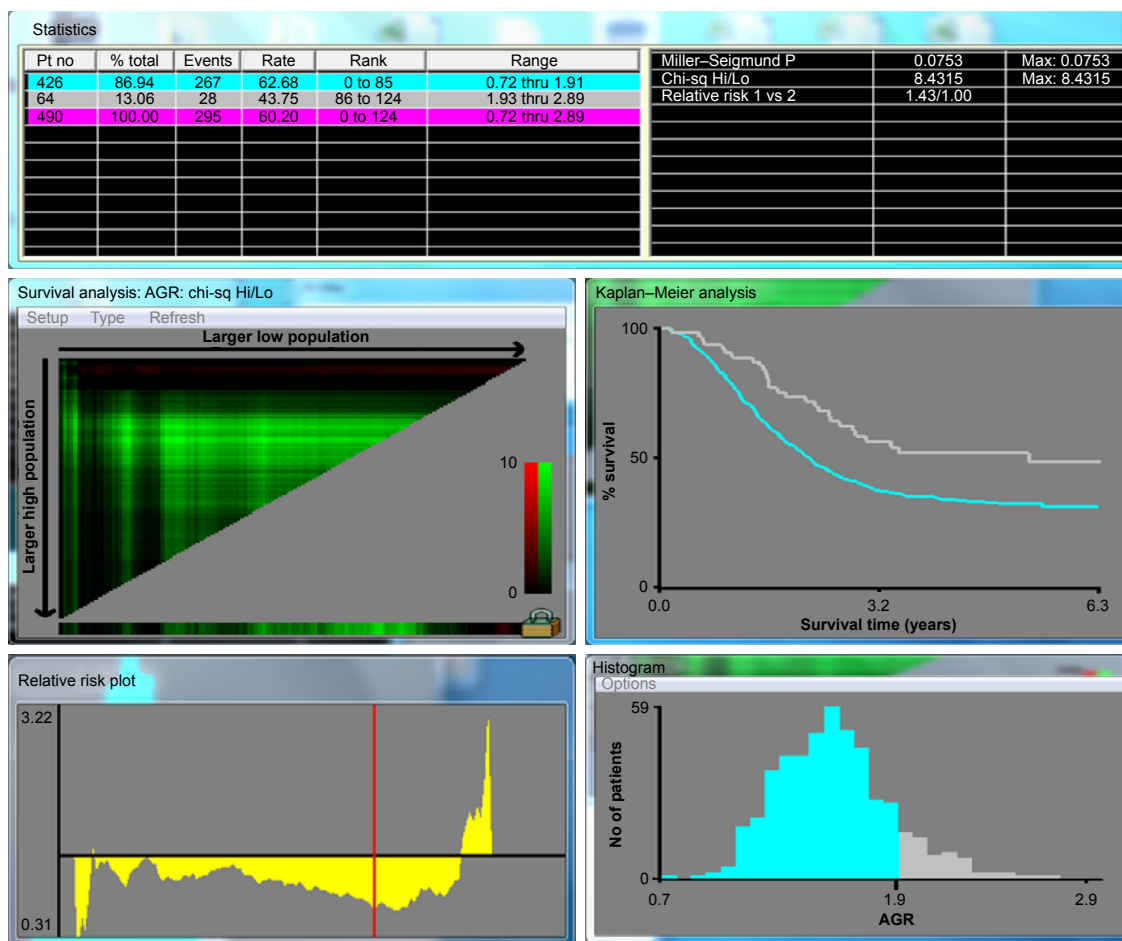 Statistics
Pt no % total Events Rate Rank Range
426 86.94 267 62.68 0 to 85 0.72 thru 1.91
64 13.06 28 43.75 86 to 124 1.93 thru 2.89
490 100.00 295 60.20 0 to 124 0.72 thru 2.89
Miller–Seigmund P 0.0753 Max: 0.0753
Chi-sq Hi/Lo 8.4315 Max: 8.4315
Relative risk 1 vs 2 1.43/1.00
Survival analysis: AGR: chi-sq Hi/Lo
Setup Type Refresh
Larger low population
Larger high population
10
0
Kaplan–Meier analysis
100
50
0
% survival
0.0 3.2 6.3
Survival time (years)
Relative risk plot
3.22
0.31
Histogram
Options
59
0
No of patients
0.7 1.9 2.9
AGR